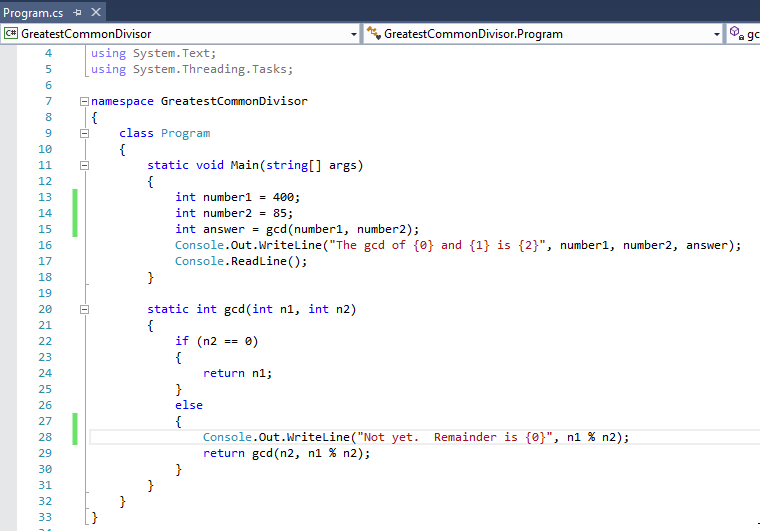 Program.cs
C# GreatestCommonDivisor GreatestCommonDivisor.Program gc
4 using System.Text;
5 using System.Threading.Tasks;
6
7 namespace GreatestCommonDivisor
8 {
9 class Program
10 {
11 static void Main(string[] args)
12 {
13 int number1 = 400;
14 int number2 = 85;
15 int answer = gcd(number1, number2);
16 Console.Out.WriteLine("The gcd of {0} and {1} is {2}", number1, number2, answer);
17 Console.ReadLine();
18 }
19
20 static int gcd(int n1, int n2)
21 {
22 if (n2 == 0)
23 {
24 return n1;
25 }
26 else
27 {
28 Console.Out.WriteLine("Not yet.  Remainder is {0}", n1 % n2);
29 return gcd(n2, n1 % n2);
30 }
31 }
32 }
33 }